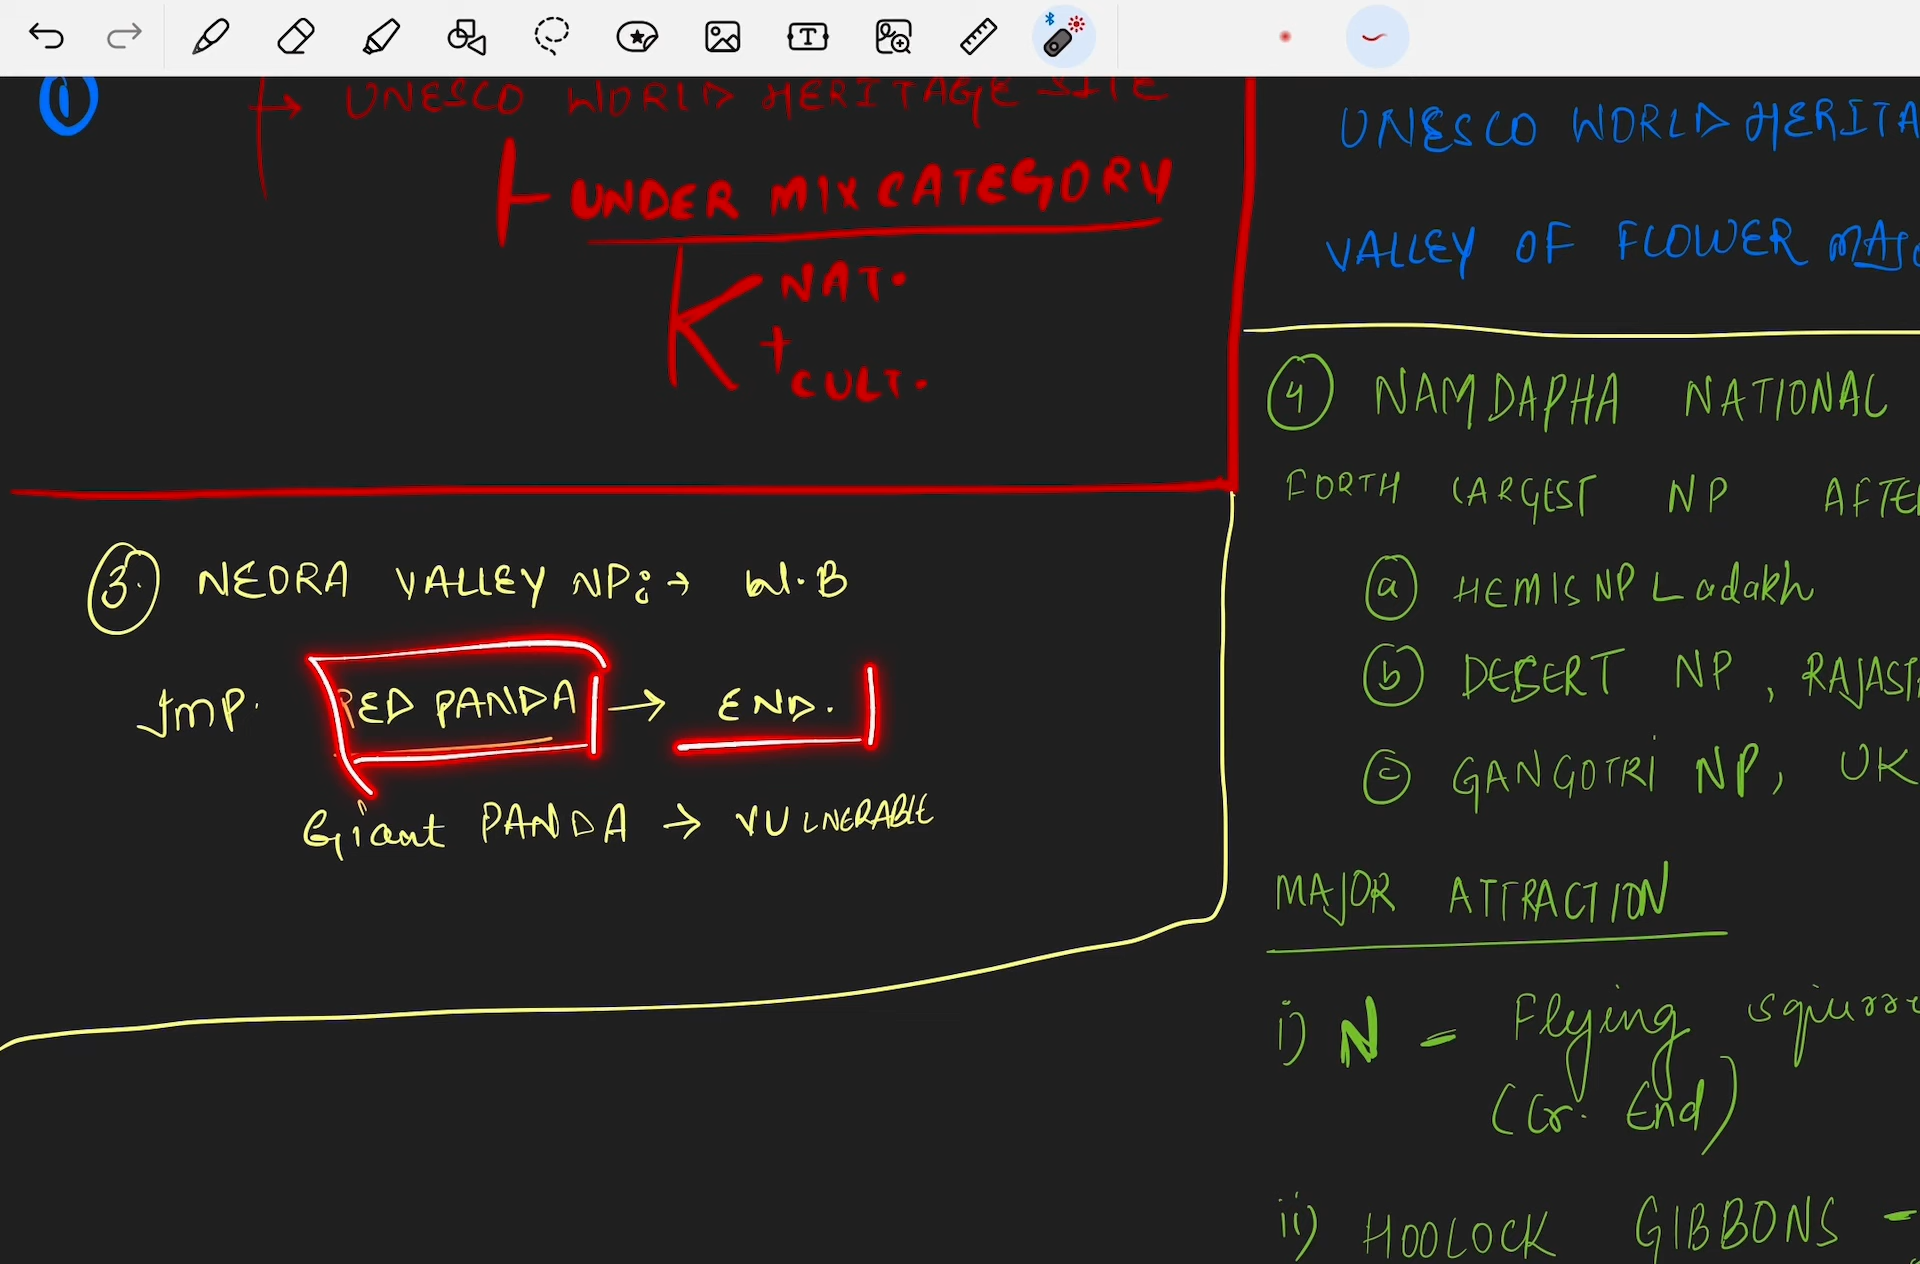 ①
→ UNESCO WORLD HERITAGE SITE
UNDER MIX CATEGORY
NAT.
+
CULT.
③ NEORA VALLEY NP:→ W.B
Imp. RED PANDA → END.
Giant PANDA → VULNERABLE
UNESCO WORLD HERITA
VALLEY OF FLOWER
④ NAMDAPHA NATIONAL
FORTH LARGEST NP AFTE
ⓐ HEMIS NP Ladakh
ⓑ DESERT NP, RAJAST
ⓒ GANGOTRI NP, UK
MAJOR ATTRACTION
i) N - Flying
(Cr. End)
ii) HOOLOCK GIBBONS -